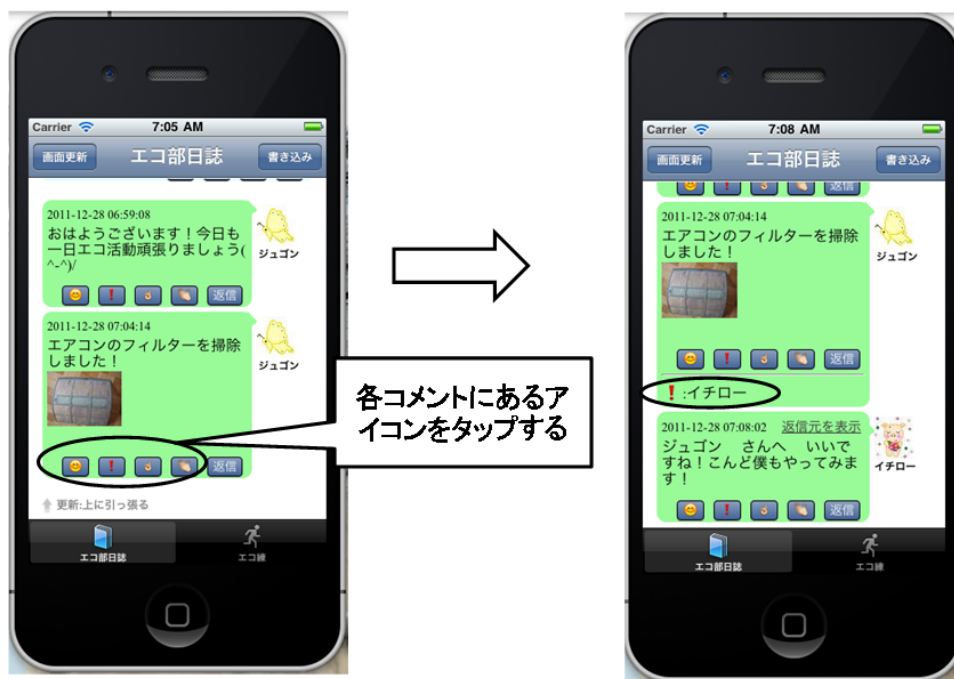 Carrier 7:05 AM
画面更新 エコ部日誌 書き込み
2011-12-28 06:59:08
おはようございます！今日も
一日エコ活動頑張りましょう(
^-^)/
ジュゴン
返信
2011-12-28 07:04:14
エアコンのフィルターを掃除
しました！
ジュゴン
返信
更新:上に引っ張る
エコ部日誌 エコ練
各コメントにあるア
イコンをタップする
Carrier 7:08 AM
画面更新 エコ部日誌 書き込み
返信
2011-12-28 07:04:14
エアコンのフィルターを掃除
しました！
ジュゴン
返信
❗:イチロー
2011-12-28 07:08:02 返信元を表示
ジュゴン さんへ いいで
すね！こんど僕もやってみま
す！
イチロー
返信
エコ部日誌 エコ練